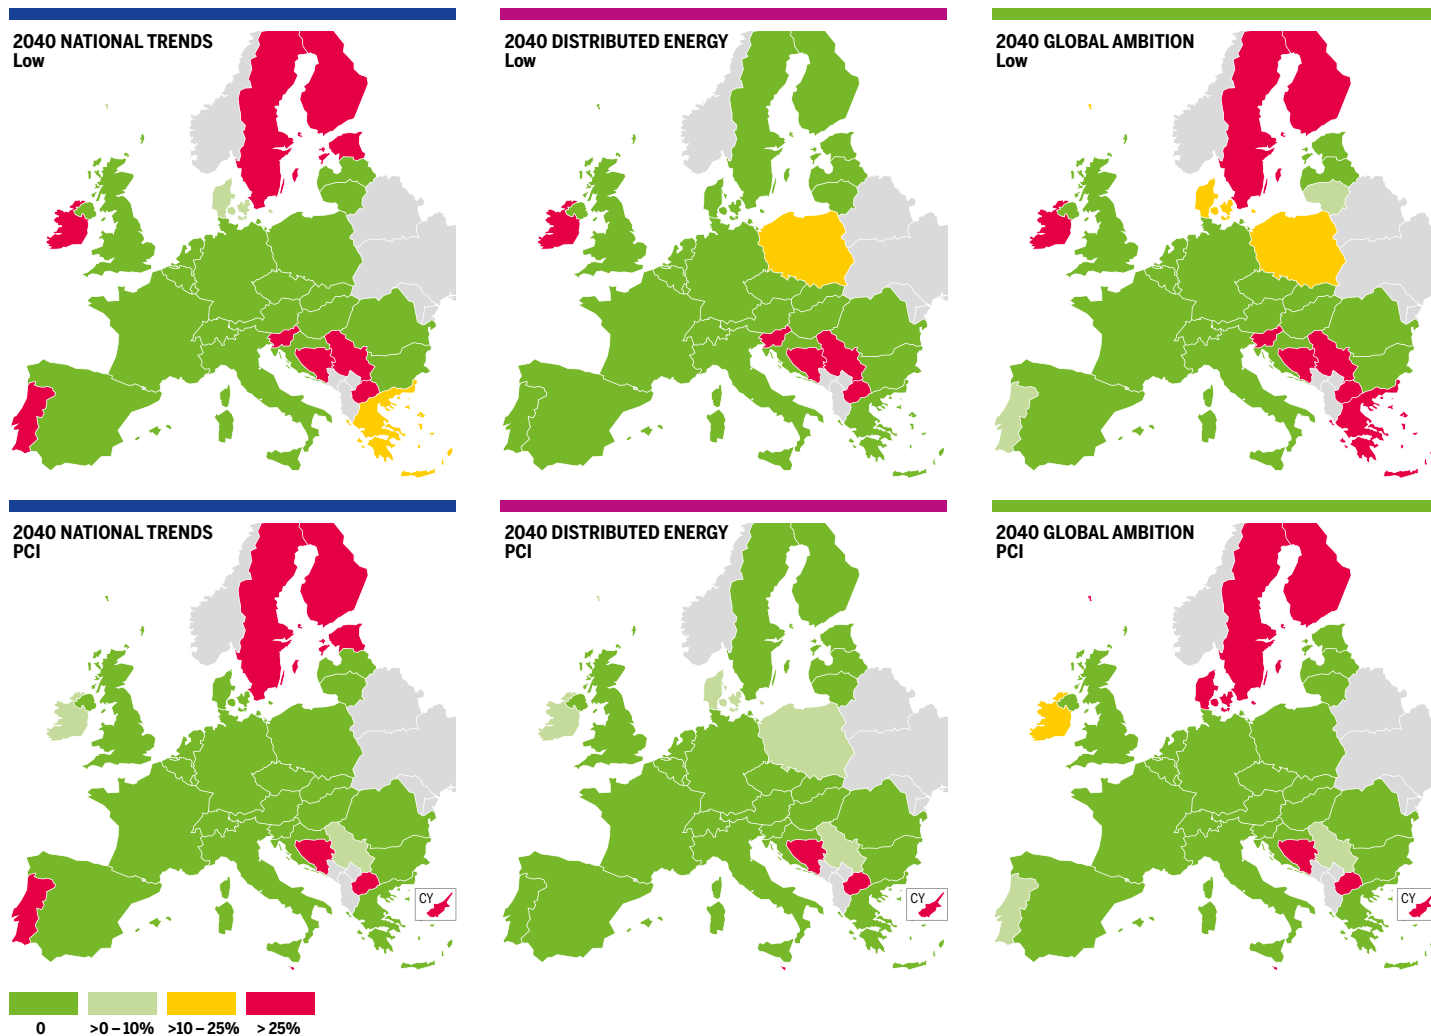 2040 NATIONAL TRENDS
Low
2040 DISTRIBUTED ENERGY
Low
2040 GLOBAL AMBITION
Low
2040 NATIONAL TRENDS
PCI
2040 DISTRIBUTED ENERGY
PCI
2040 GLOBAL AMBITION
PCI
CY
CY
CY
0
>0 – 10%
>10 – 25%
> 25%